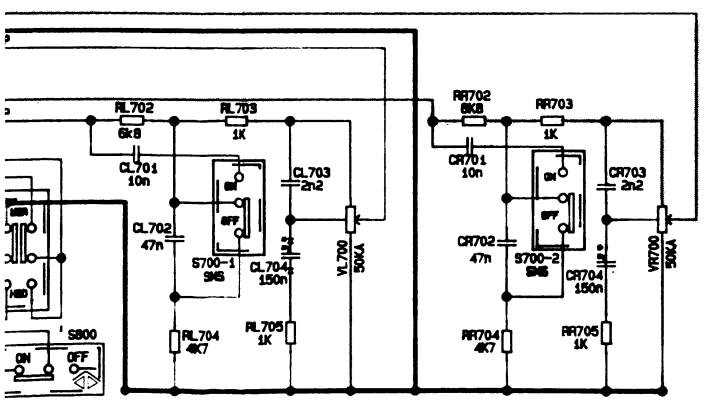 RL702
6k8
RL703
1K
CL701
10n
ON
OFF
CL702
47n
S700-1
SMS
CL703
2n2
CL704
150n
VL700
50KA
RL704
4K7
RL705
1K
RR702
6K8
RR703
1K
CR701
10n
ON
OFF
CR702
47n
S700-2
SMS
CR703
2n2
CR704
150n
VR700
50KA
RR704
4K7
RR705
1K
S800
ON
OFF